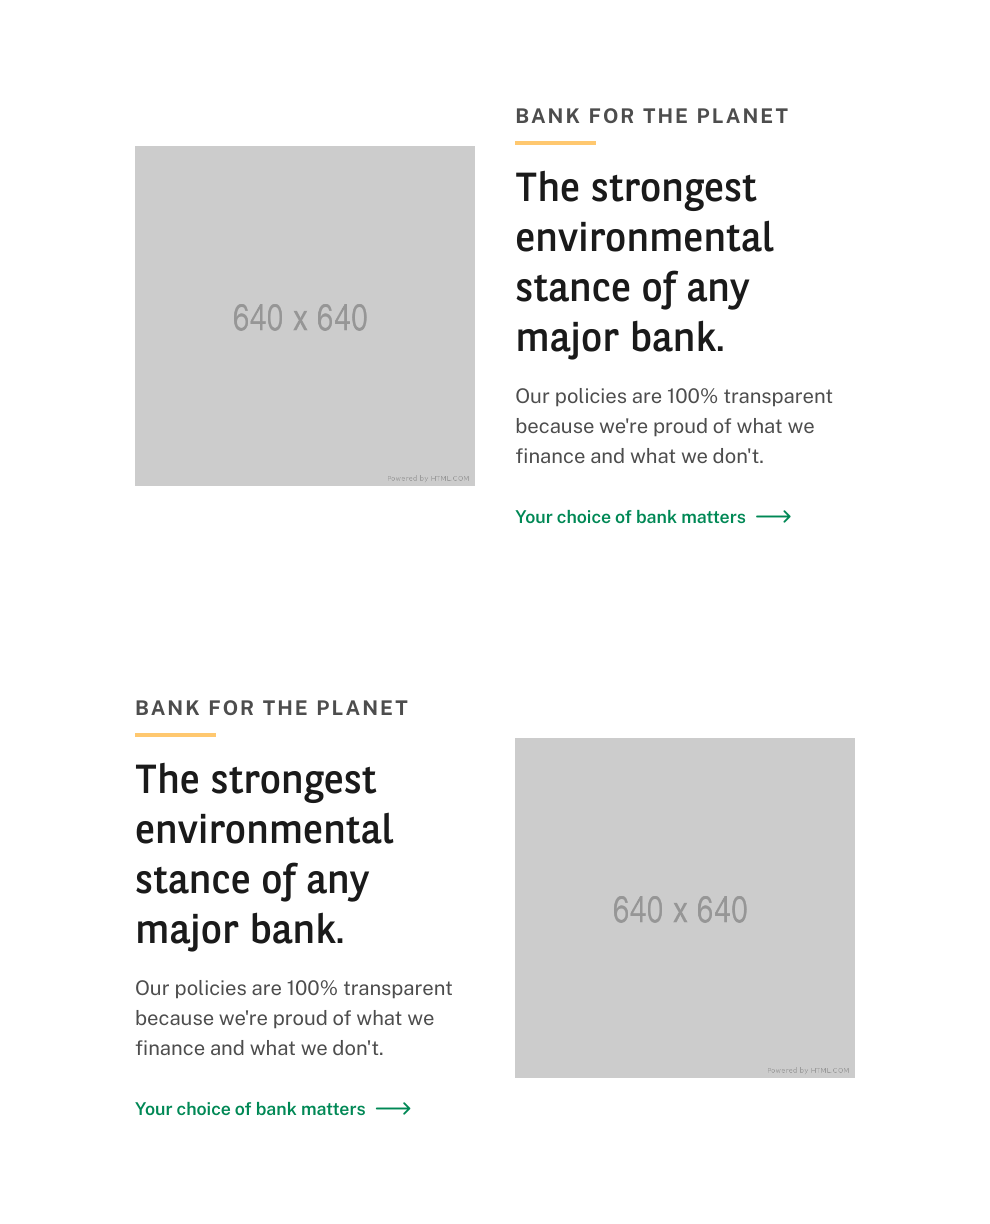 BANK FOR THE PLANET
The strongest
environmental
stance of any
major bank.
Our policies are 100% transparent
because we're proud of what we
finance and what we don't.
Your choice of bank matters
640 x 640
Powered by HTML.COM
BANK FOR THE PLANET
The strongest
environmental
stance of any
major bank.
Our policies are 100% transparent
because we're proud of what we
finance and what we don't.
Your choice of bank matters
640 x 640
Powered by HTML.COM